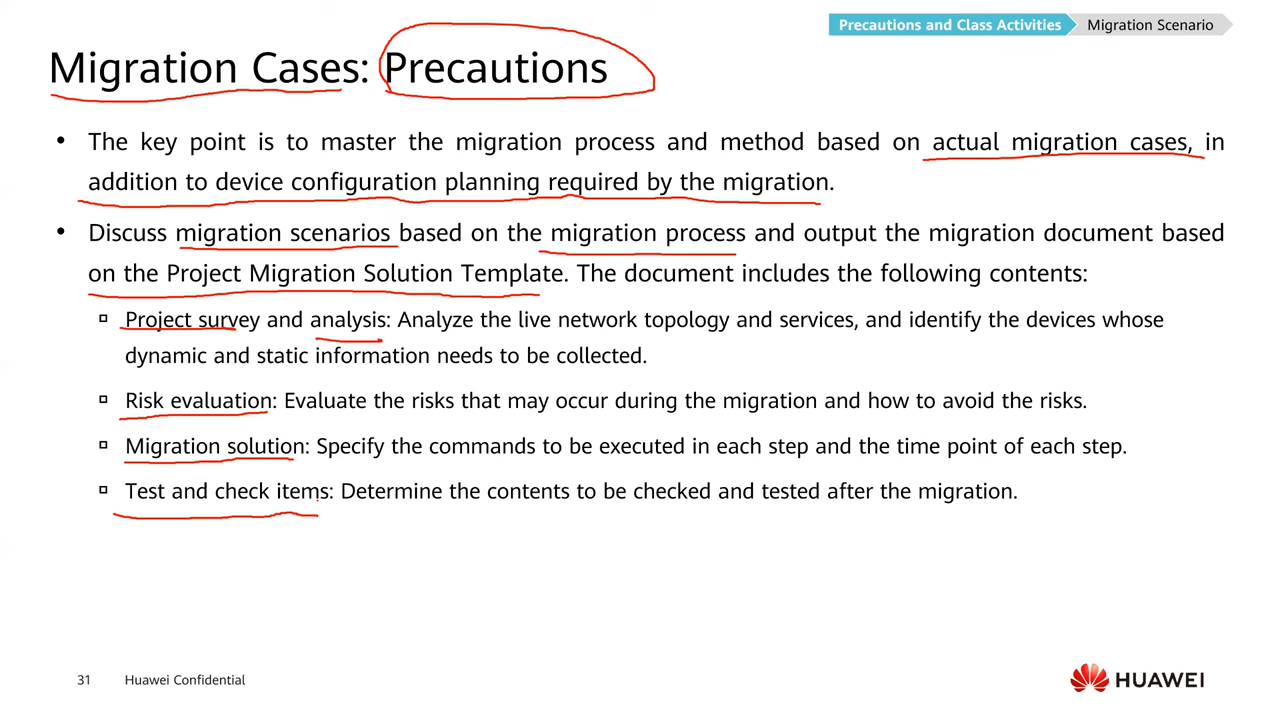 Precautions and Class Activities
Migration Scenario
Migration Cases: Precautions
• The key point is to master the migration process and method based on actual migration cases, in
addition to device configuration planning required by the migration.
• Discuss migration scenarios based on the migration process and output the migration document based
on the Project Migration Solution Template. The document includes the following contents:
▫ Project survey and analysis: Analyze the live network topology and services, and identify the devices whose
dynamic and static information needs to be collected.
▫ Risk evaluation: Evaluate the risks that may occur during the migration and how to avoid the risks.
▫ Migration solution: Specify the commands to be executed in each step and the time point of each step.
▫ Test and check items: Determine the contents to be checked and tested after the migration.
31 Huawei Confidential
HUAWEI